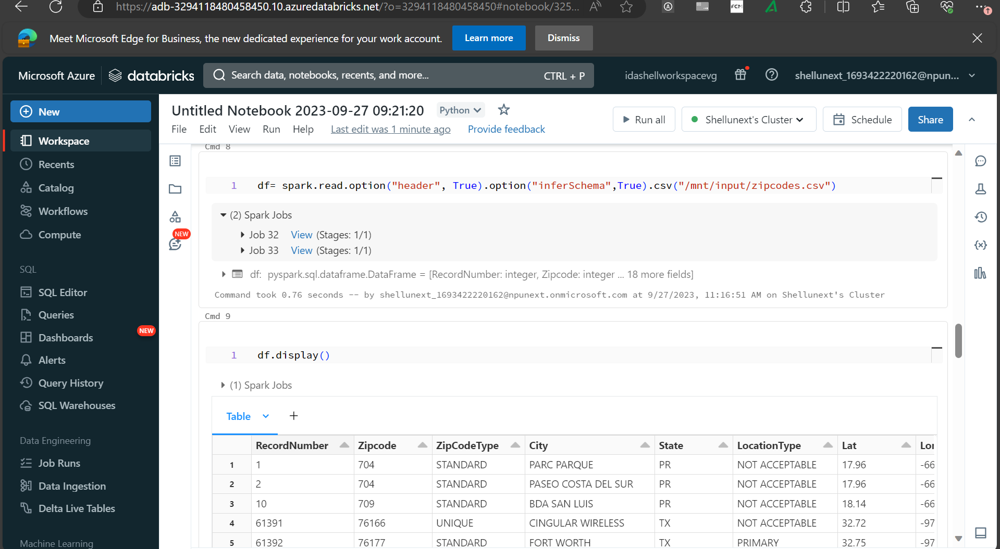 https://adb-3294118480458450.10.azuredatabricks.net/?o=3294118480458450#notebook/325...
FCM
Meet Microsoft Edge for Business, the new dedicated experience for your work account.
Learn more
Dismiss
Microsoft Azure
databricks
Search data, notebooks, recents, and more...
CTRL + P
idashellworkspacevg
shellunext_1693422220162@npun...
New
Workspace
Recents
Catalog
Workflows
Compute
SQL
SQL Editor
Queries
NEW
Dashboards
Alerts
Query History
SQL Warehouses
Data Engineering
Job Runs
Data Ingestion
Delta Live Tables
Machine Learning
Untitled Notebook 2023-09-27 09:21:20
Python
File Edit View Run Help Last edit was 1 minute ago Provide feedback
Run all
Shellunext's Cluster
Schedule
Share
NEW
Cmd 8
1 df= spark.read.option("header", True).option("inferSchema",True).csv("/mnt/input/zipcodes.csv")
(2) Spark Jobs
Job 32 View (Stages: 1/1)
Job 33 View (Stages: 1/1)
df: pyspark.sql.dataframe.DataFrame = [RecordNumber: integer, Zipcode: integer ... 18 more fields]
Command took 0.76 seconds -- by shellunext_1693422220162@npunext.onmicrosoft.com at 9/27/2023, 11:16:51 AM on Shellunext's Cluster
Cmd 9
1 df.display()
(1) Spark Jobs
Table +
RecordNumber Zipcode ZipCodeType City State LocationType Lat Lon
1 1 704 STANDARD PARC PARQUE PR NOT ACCEPTABLE 17.96 -66
2 2 704 STANDARD PASEO COSTA DEL SUR PR NOT ACCEPTABLE 17.96 -66
3 10 709 STANDARD BDA SAN LUIS PR NOT ACCEPTABLE 18.14 -66
4 61391 76166 UNIQUE CINGULAR WIRELESS TX NOT ACCEPTABLE 32.72 -97
5 61392 76177 STANDARD FORT WORTH TX PRIMARY 32.75 -97